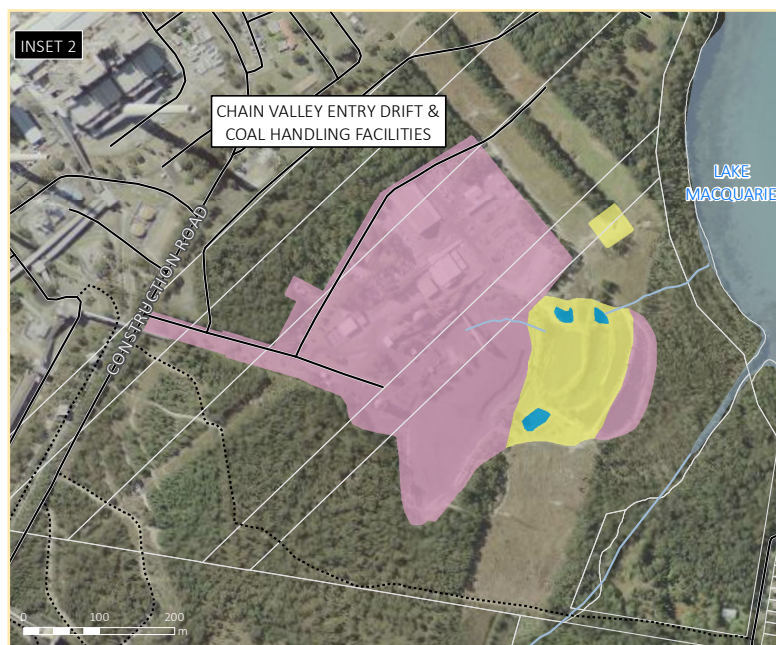 INSET 2
CHAIN VALLEY ENTRY DRIFT &
COAL HANDLING FACILITIES
LAKE
MACQUARIE
CONSTRUCTION ROAD
0 100 200
m